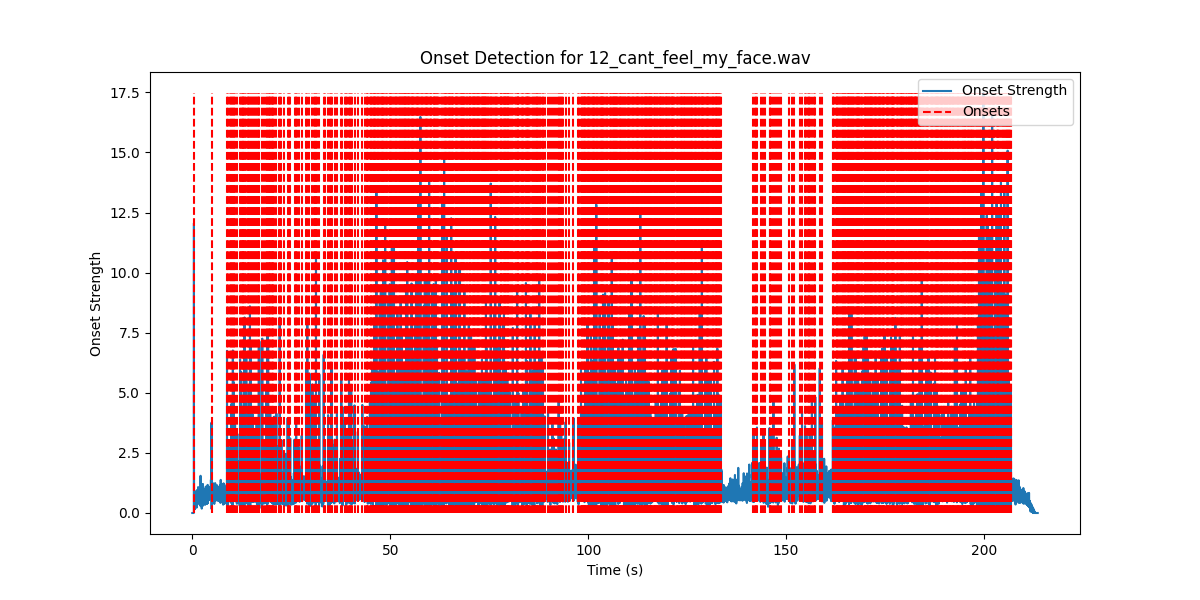 Onset Detection for 12_cant_feel_my_face.wav
17.5
15.0
12.5
10.0
7.5
5.0
2.5
0.0
Onset Strength
Onset Strength
Onsets
0
50
100
150
200
Time (s)